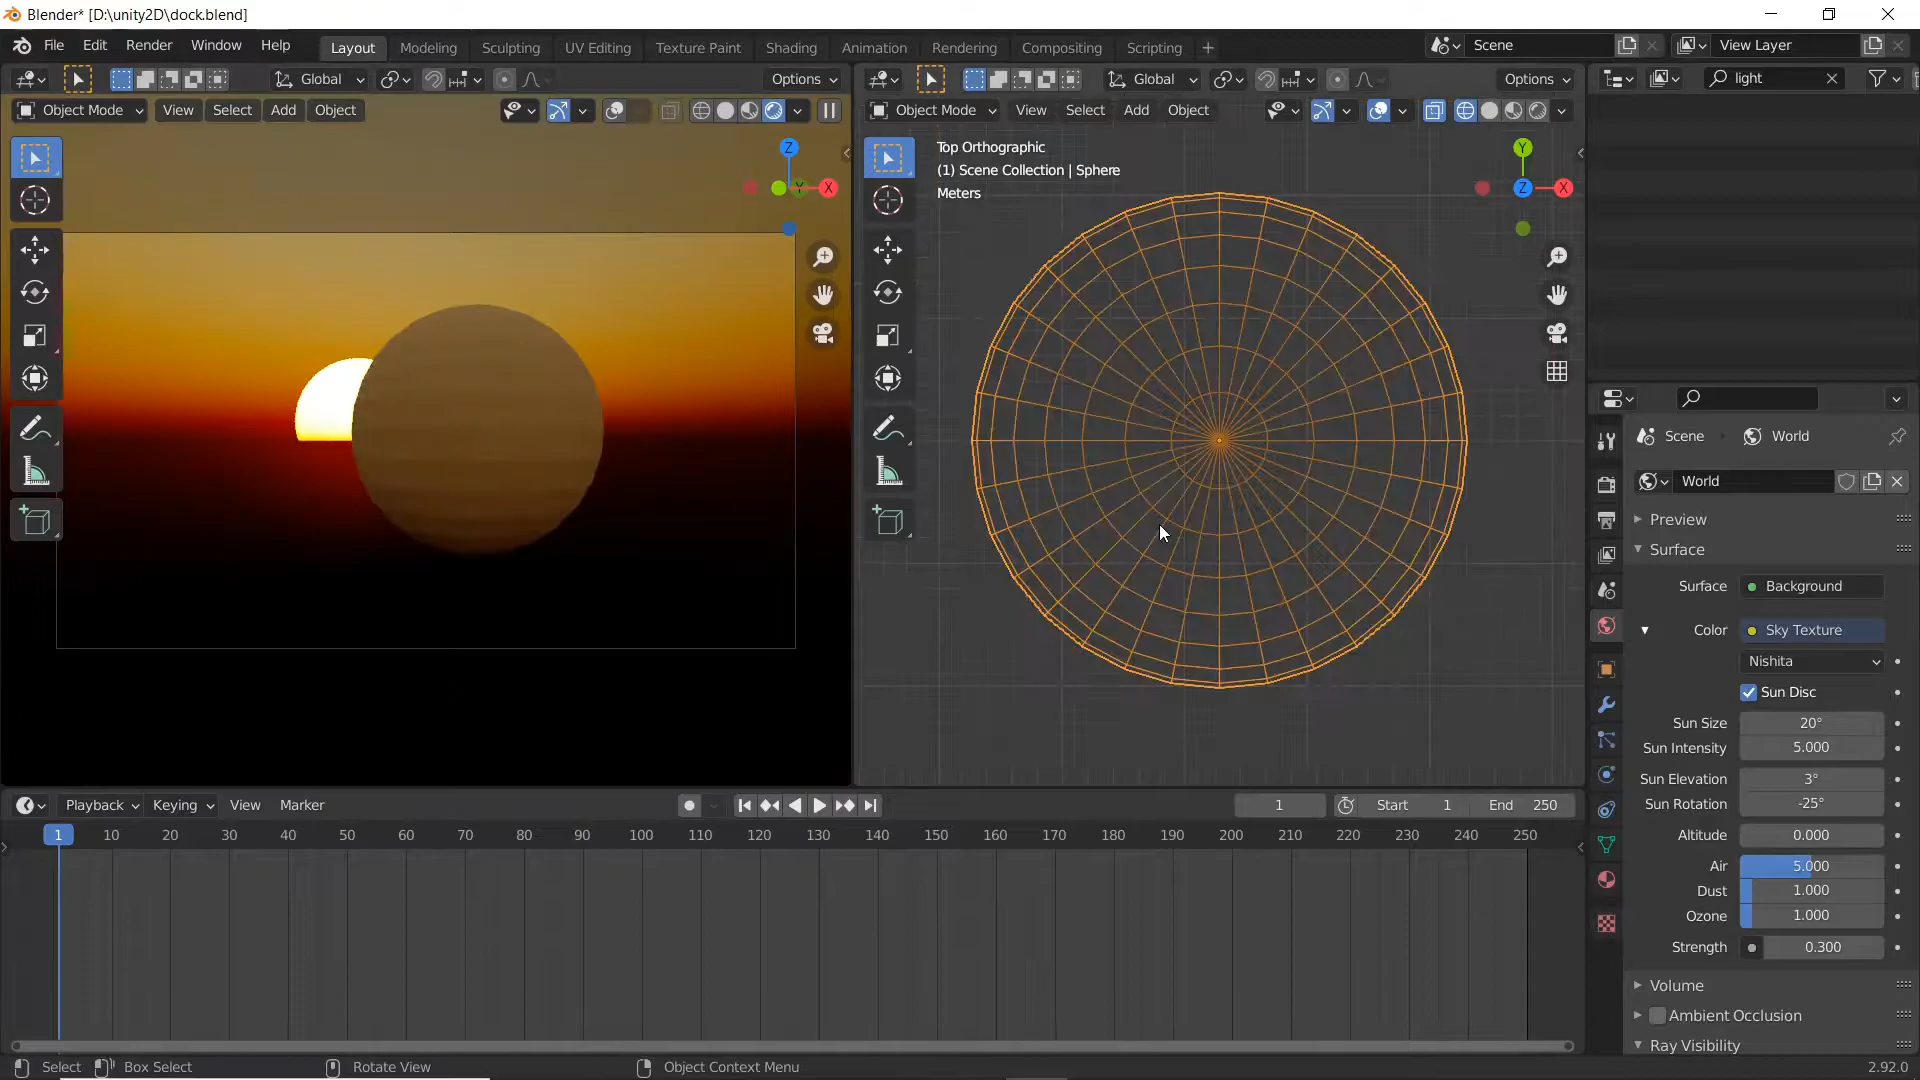 Blender* [D:\unity2D\dock.blend]
File Edit Render Window Help Layout Modeling Sculpting UV Editing Texture Paint Shading Animation Rendering Compositing Scripting + Scene View Layer
Global Options Global Options light
Object Mode View Select Add Object Object Mode View Select Add Object
Z
X
Y
Y
Z
X
Top Orthographic
(1) Scene Collection | Sphere
Meters
Scene World
World
Preview
Surface
Surface Background
Color Sky Texture
Nishita
Sun Disc
Sun Size 20°
Sun Intensity 5.000
Sun Elevation 3°
Sun Rotation -25°
Altitude 0.000
Air 5.000
Dust 1.000
Ozone 1.000
Strength 0.300
Volume
Ambient Occlusion
Ray Visibility
Playback Keying View Marker 1 Start 1 End 250
1 10 20 30 40 50 60 70 80 90 100 110 120 130 140 150 160 170 180 190 200 210 220 230 240 250
Select Box Select Rotate View Object Context Menu 2.92.0